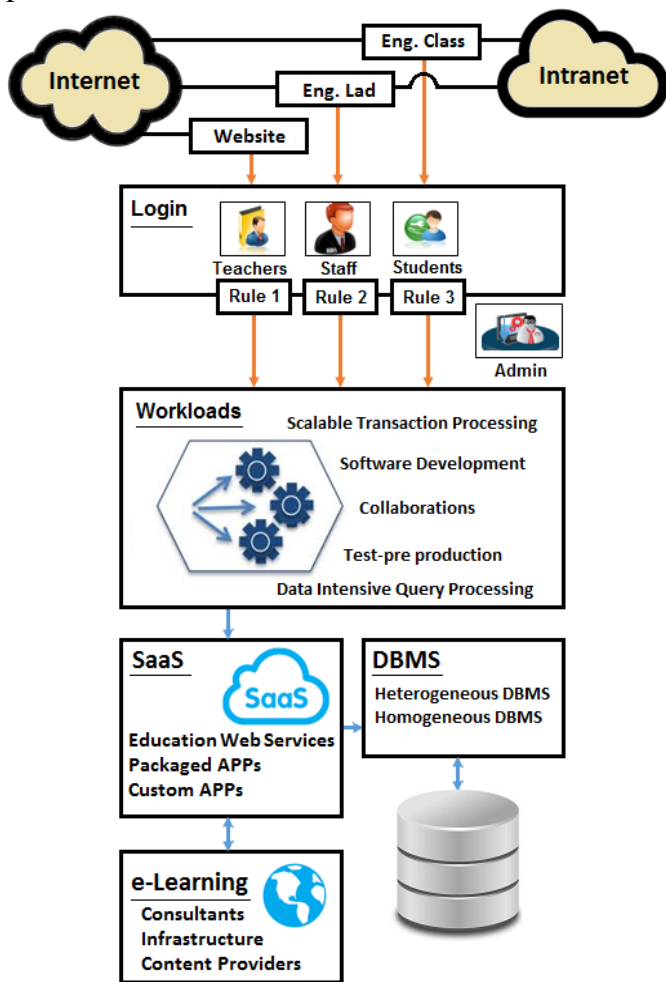 Eng. Class
Internet
Intranet
Eng. Lad
Website
Login
Teachers
Staff
Students
Rule 1
Rule 2
Rule 3
Admin
Workloads
Scalable Transaction Processing
Software Development
Collaborations
Test-pre production
Data Intensive Query Processing
SaaS
SaaS
Education Web Services
Packaged APPs
Custom APPs
DBMS
Heterogeneous DBMS
Homogeneous DBMS
e-Learning
Consultants
Infrastructure
Content Providers